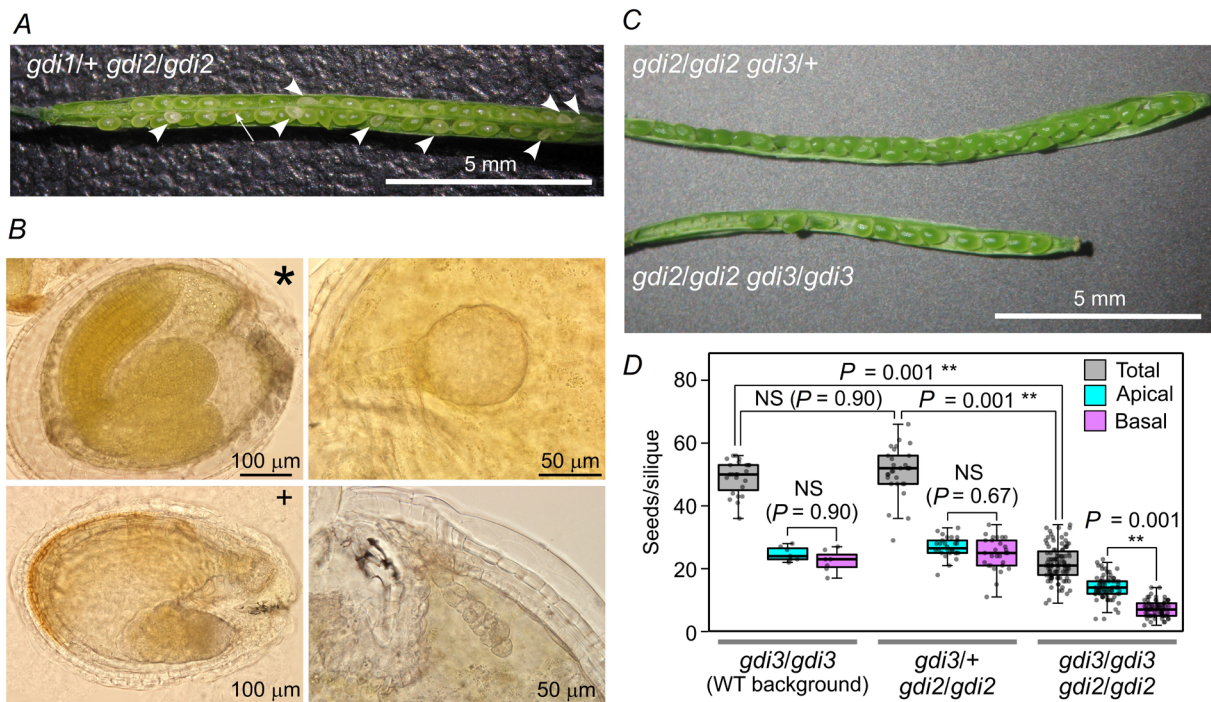 A
gdi1/+ gdi2/gdi2
5 mm
B
*
100 µm
50 µm
+
100 µm
50 µm
C
gdi2/gdi2 gdi3/+
gdi2/gdi2 gdi3/gdi3
5 mm
D
Seeds/silique
80
60
40
20
0
P = 0.001 **
NS (P = 0.90)
P = 0.001 **
NS
(P = 0.90)
NS
(P = 0.67)
P = 0.001
**
Total
Apical
Basal
gdi3/gdi3
(WT background)
gdi3/+
gdi2/gdi2
gdi3/gdi3
gdi2/gdi2